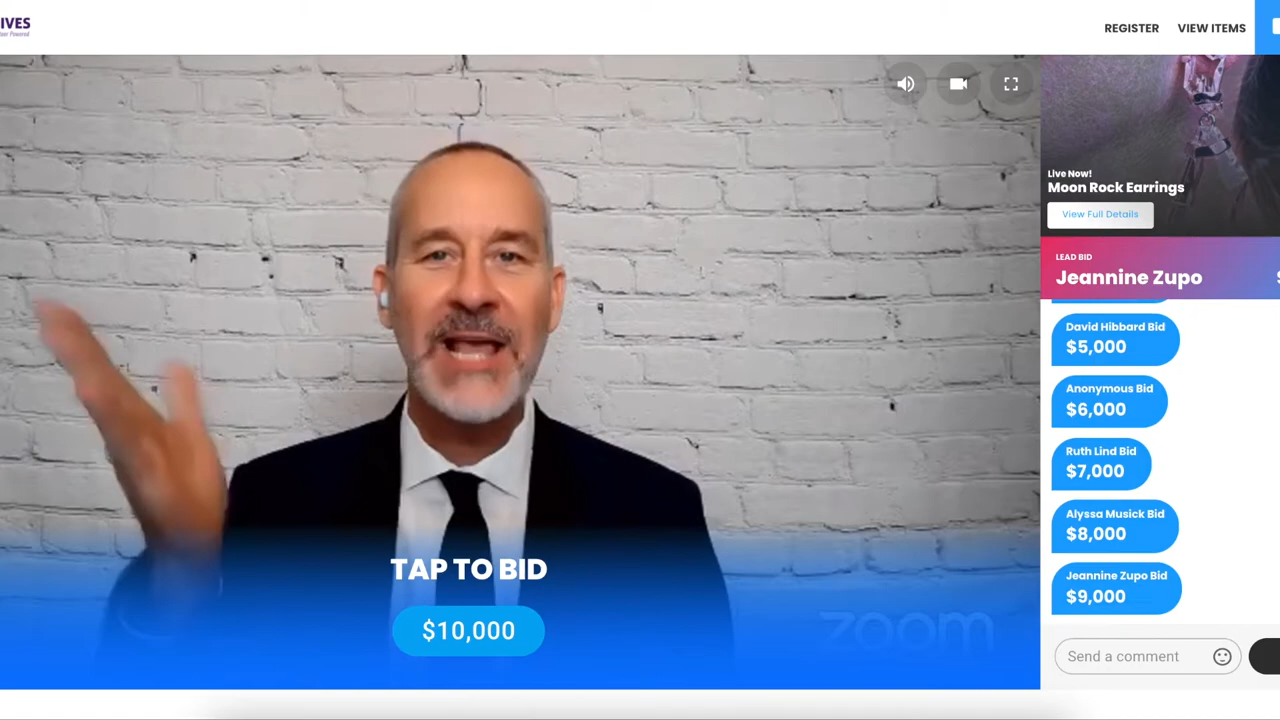 IVES
REGISTER
VIEW ITEMS
Live Now!
Moon Rock Earrings
View Full Details
LEAD BID
Jeannine Zupo
David Hibbard Bid
$5,000
Anonymous Bid
$6,000
Ruth Lind Bid
$7,000
Alyssa Musick Bid
$8,000
Jeannine Zupo Bid
$9,000
TAP TO BID
$10,000
zoom
Send a comment